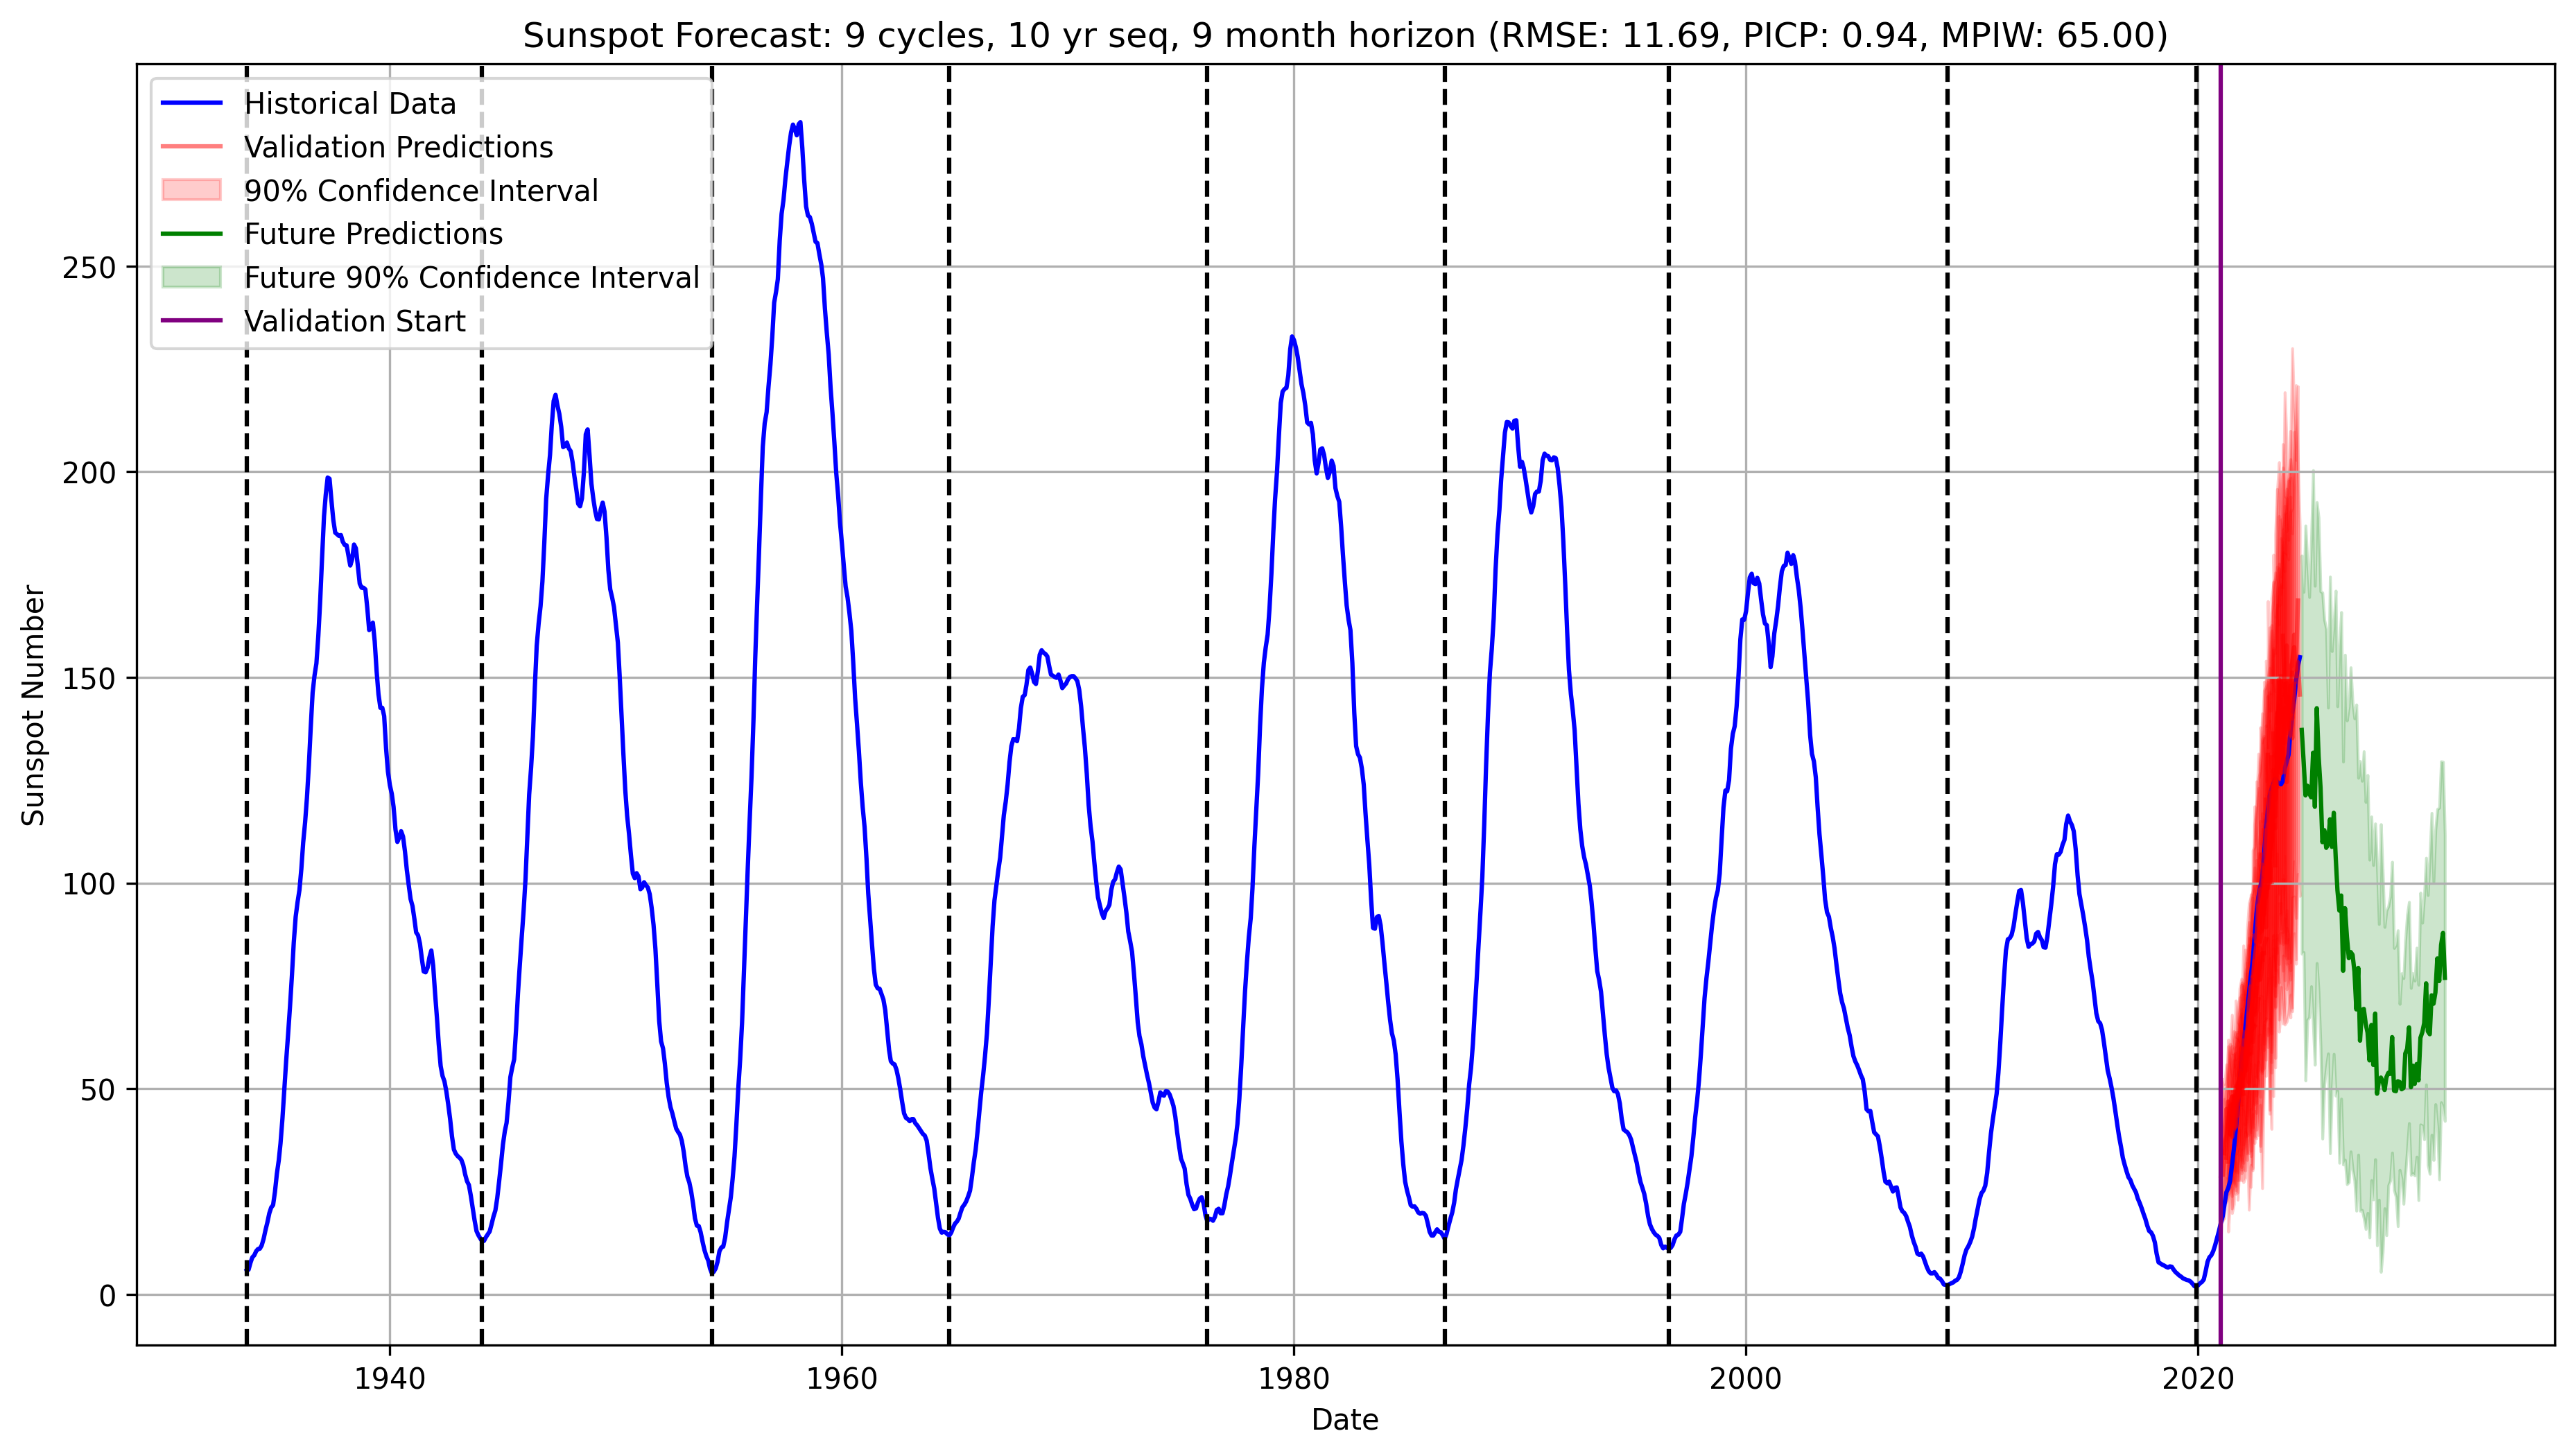 Sunspot Forecast: 9 cycles, 10 yr seq, 9 month horizon (RMSE: 11.69, PICP: 0.94, MPIW: 65.00)
Historical Data
Validation Predictions
90% Confidence Interval
Future Predictions
Future 90% Confidence Interval
Validation Start
Sunspot Number
250
200
150
100
50
0
1940 1960 1980 2000 2020
Date